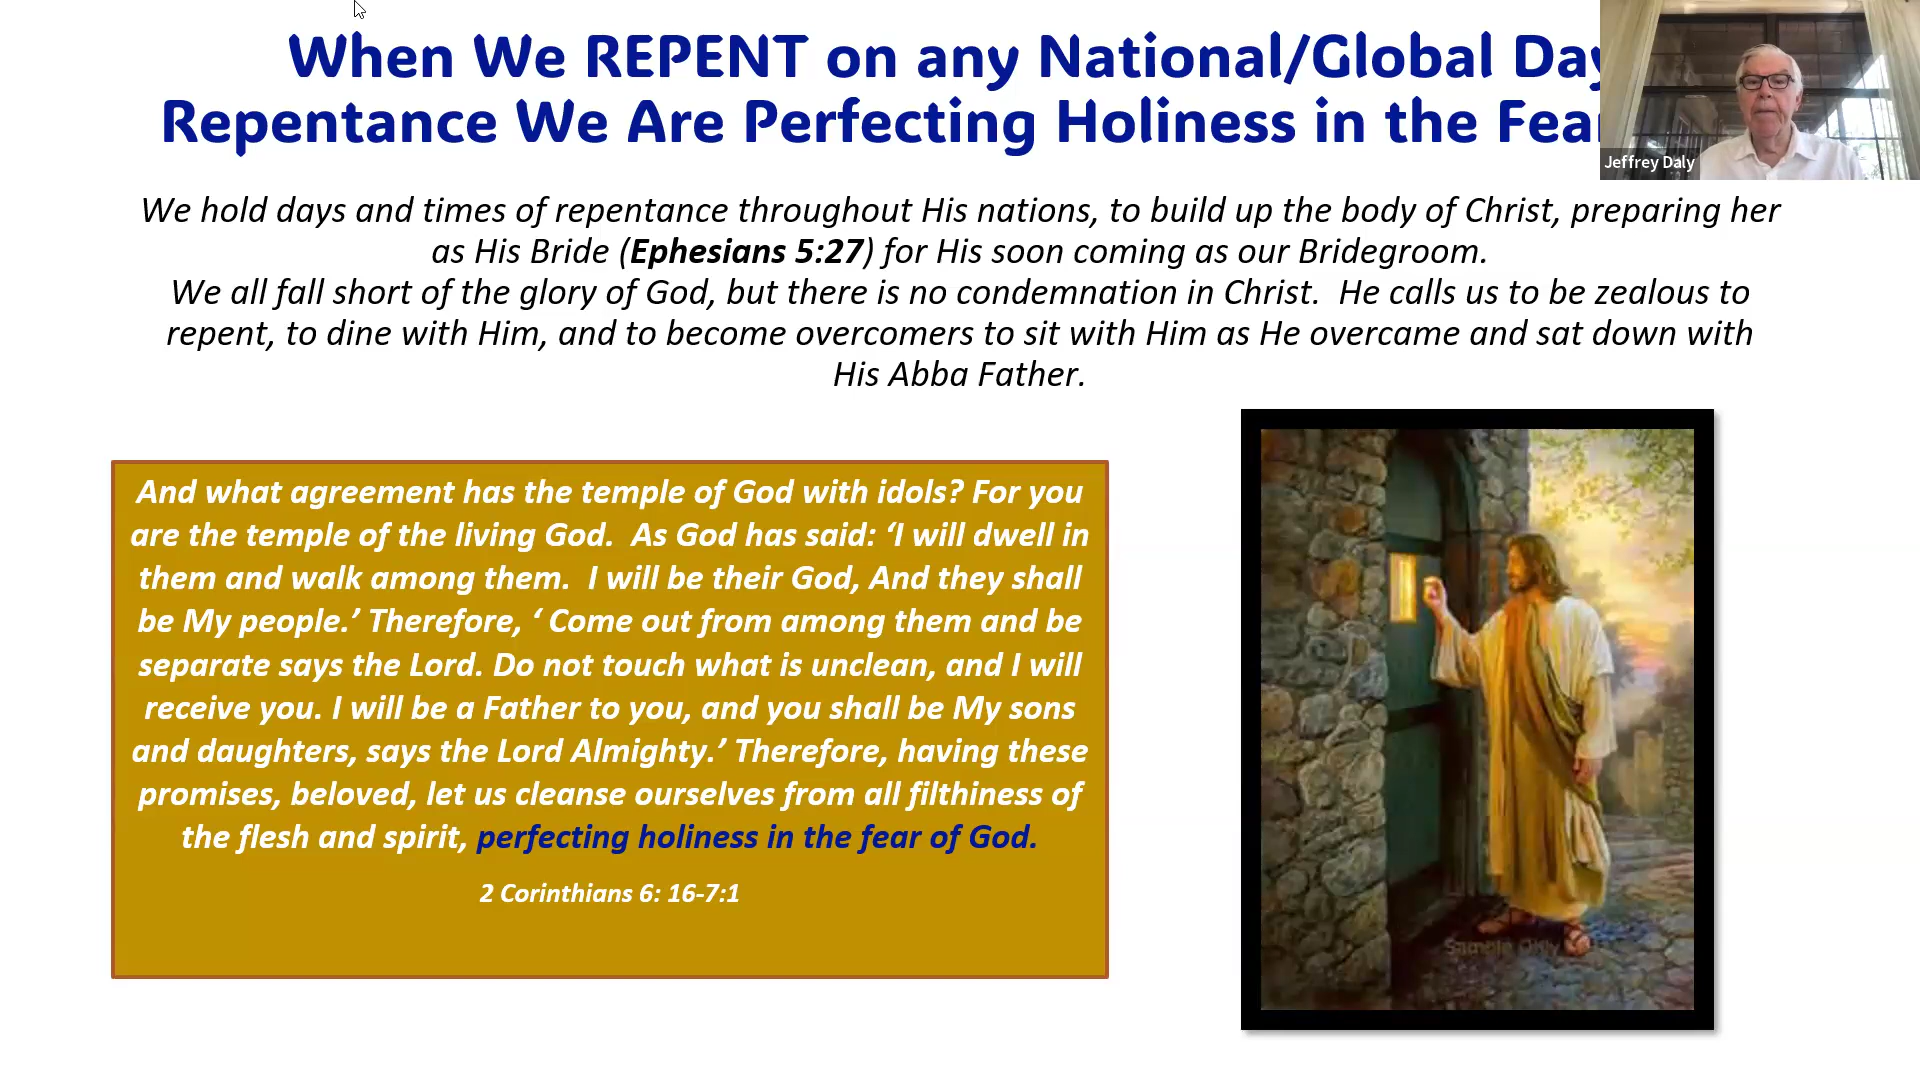 When We REPENT on any National/Global Day
Repentance We Are Perfecting Holiness in the Fear
Jeffrey Daly
We hold days and times of repentance throughout His nations, to build up the body of Christ, preparing her
as His Bride (Ephesians 5:27) for His soon coming as our Bridegroom.
We all fall short of the glory of God, but there is no condemnation in Christ.  He calls us to be zealous to
repent, to dine with Him, and to become overcomers to sit with Him as He overcame and sat down with
His Abba Father.
And what agreement has the temple of God with idols? For you
are the temple of the living God.  As God has said: ‘I will dwell in
them and walk among them.  I will be their God, And they shall
be My people.’ Therefore, ‘ Come out from among them and be
separate says the Lord. Do not touch what is unclean, and I will
receive you. I will be a Father to you, and you shall be My sons
and daughters, says the Lord Almighty.’ Therefore, having these
promises, beloved, let us cleanse ourselves from all filthiness of
the flesh and spirit, perfecting holiness in the fear of God.
2 Corinthians 6: 16-7:1
Sample Only